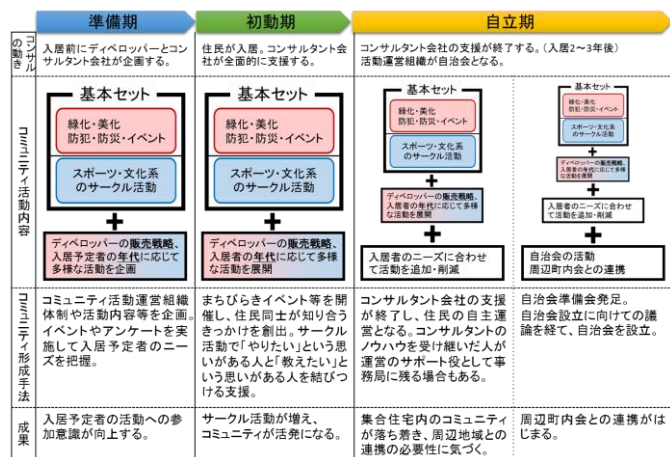 準備期
初動期
自立期
コンサルの動き
入居前にディベロッパーとコン
サルタント会社が企画する。
住民が入居。コンサルタント会
社が全面的に支援する。
コンサルタント会社の支援が終了する。（入居2～3年後）
活動運営組織が自治会となる。
コミュニティ活動内容
基本セット
緑化・美化
防犯・防災・イベント
スポーツ・文化系
のサークル活動
+
ディベロッパーの販売戦略、
入居予定者の年代に応じて
多様な活動を企画
基本セット
緑化・美化
防犯・防災・イベント
スポーツ・文化系
のサークル活動
+
ディベロッパーの販売戦略、
入居者の年代に応じて多様
な活動を展開
基本セット
緑化・美化
防犯・防災・イベント
スポーツ・文化系
のサークル活動
+
ディベロッパーの販売戦略、
入居者の年代に応じて多様
な活動を展開
+
入居者のニーズに合わせ
て活動を追加・削減
基本セット
緑化・美化
防犯・防災・イベント
スポーツ・文化系
のサークル活動
+
ディベロッパーの販売戦略、
入居者の年代に応じて多様
な活動を展開
+
入居者のニーズに合わせ
て活動を追加・削減
+
自治会の活動
周辺町内会との連携
コミュニティ形成手法
コミュニティ活動運営組織
体制や活動内容等を企画。
イベントやアンケートを実
施して入居予定者のニー
ズを把握。
まちびらきイベント等を開
催し、住民同士が知り合う
きっかけを創出。サークル
活動で「やりたい」という思
いがある人と「教えたい」と
いう思いがある人を結びつ
ける支援。
コンサルタント会社の支援
が終了し、住民の自主運
営となる。コンサルタントの
ノウハウを受け継いだ人が
運営のサポート役として事
務局に残る場合もある。
自治会準備会発足。
自治会設立に向けての議
論を経て、自治会を設立。
成果
入居予定者の活動への参
加意識が向上する。
サークル活動が増え、
コミュニティが活発になる。
集合住宅内のコミュニティ
が落ち着き、周辺地域との
連携の必要性に気づく。
周辺町内会との連携がは
じまる。